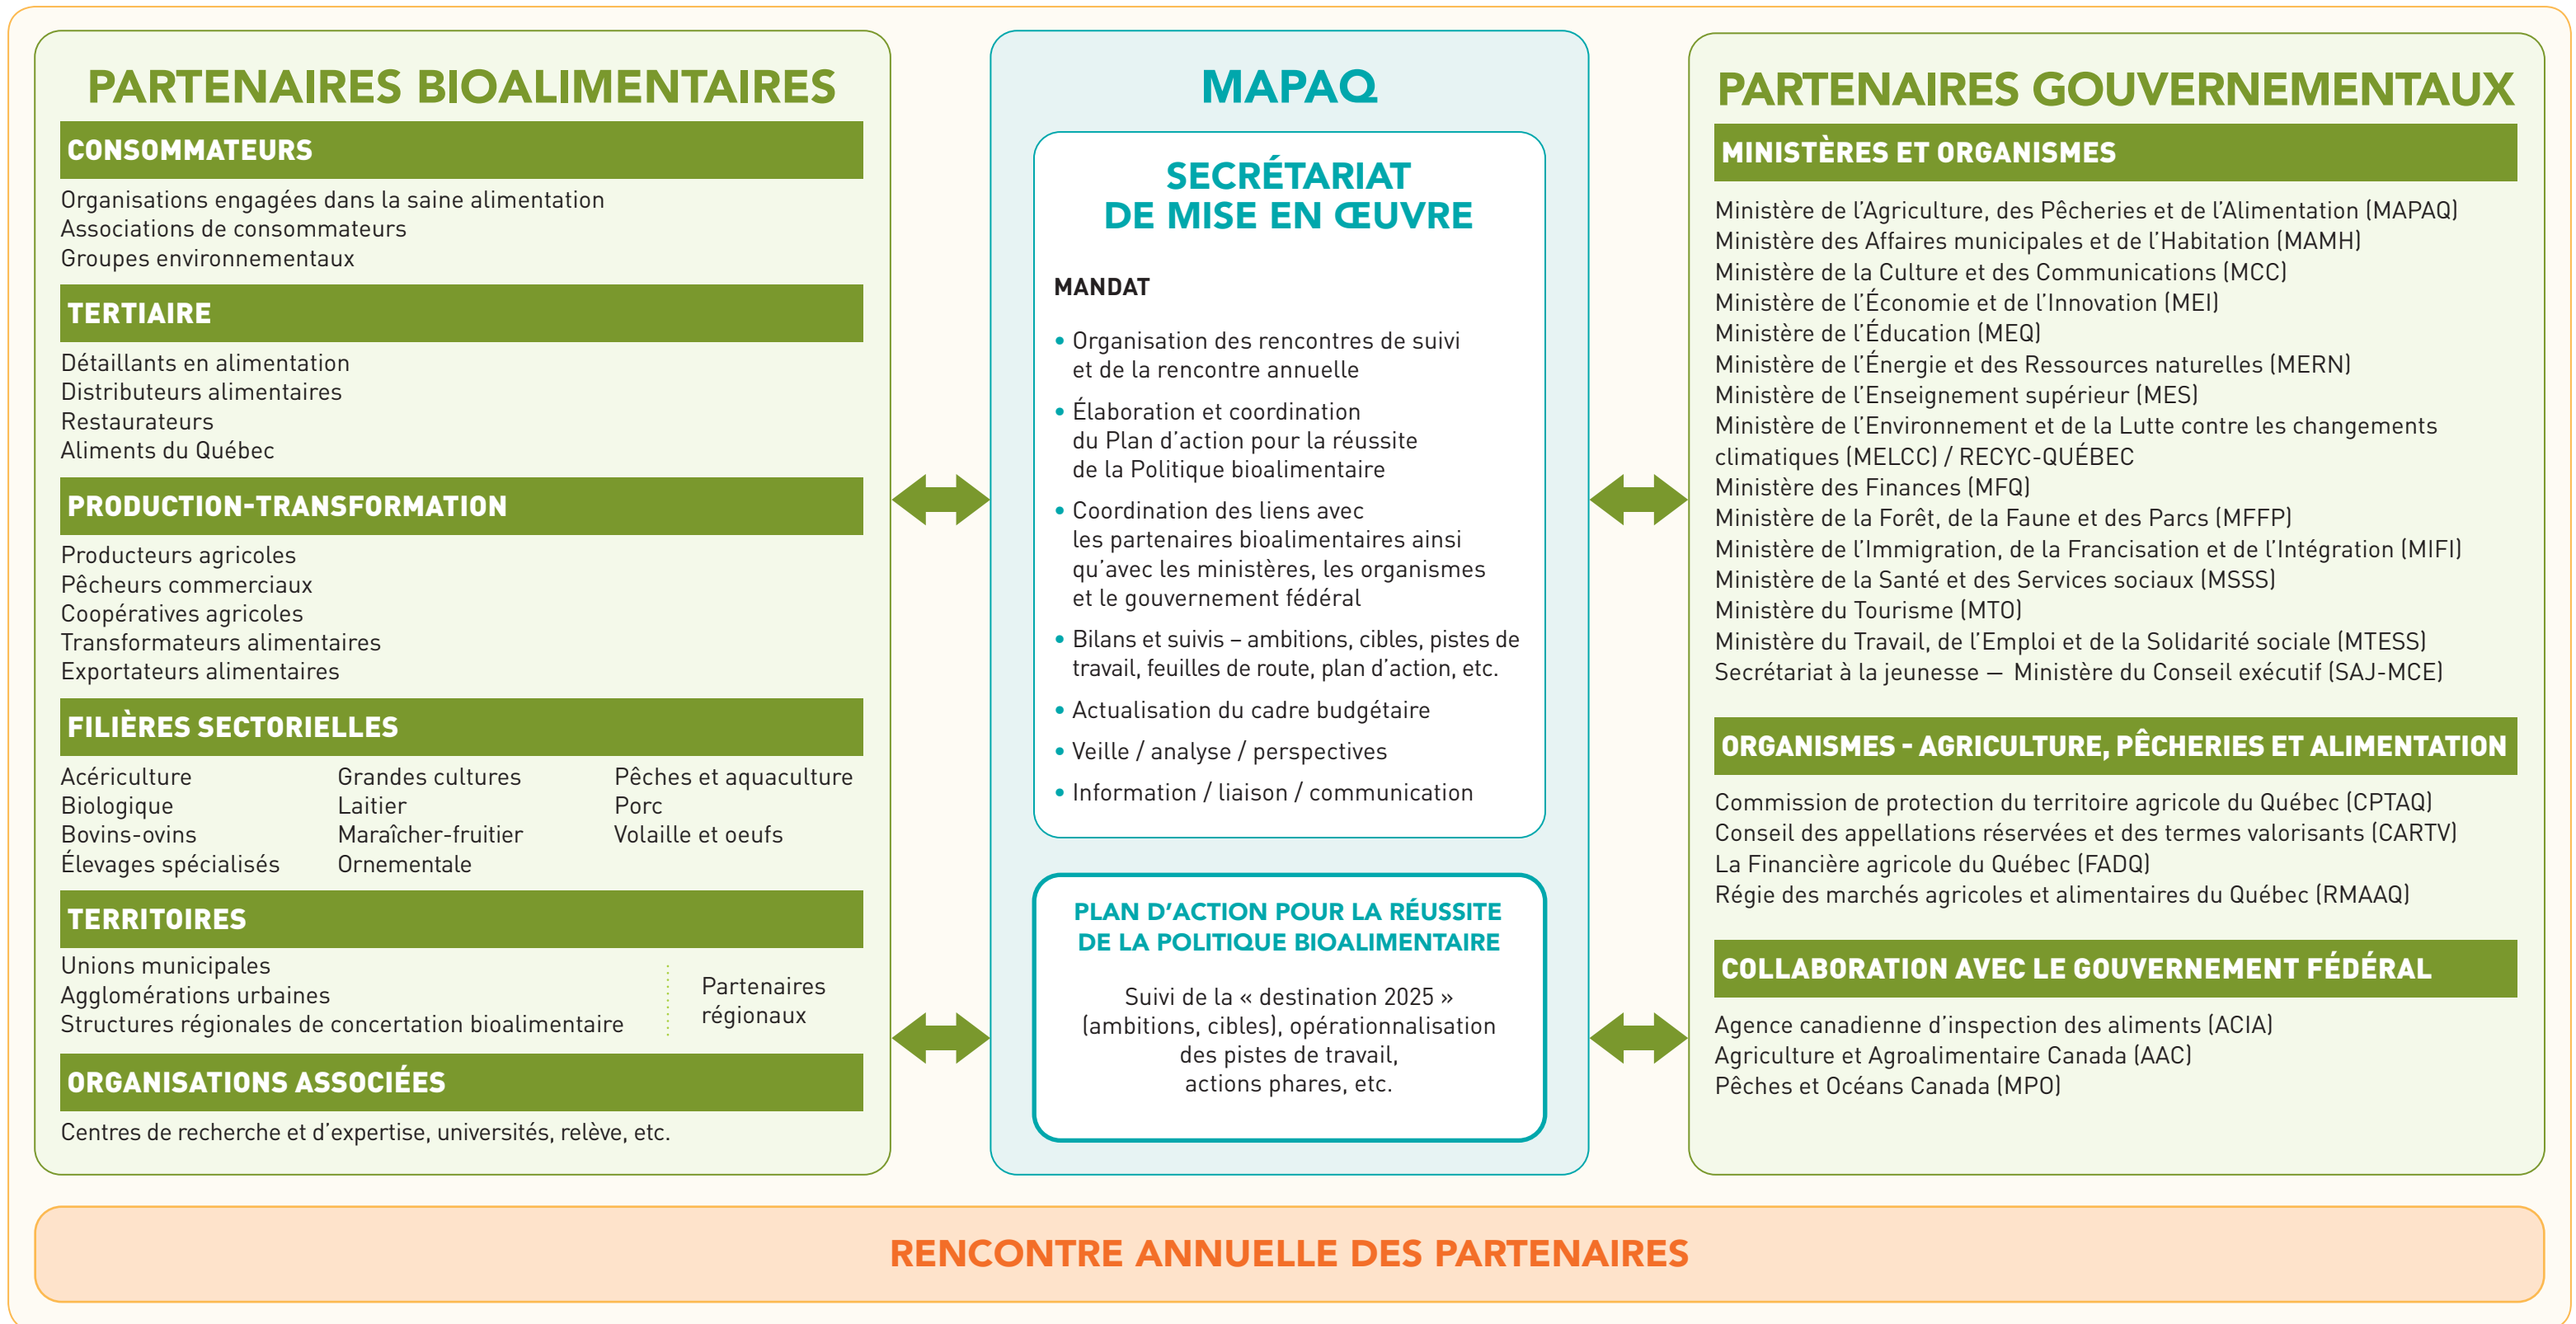 PARTENAIRES BIOALIMENTAIRES
CONSOMMATEURS
Organisations engagées dans la saine alimentation
Associations de consommateurs
Groupes environnementaux
TERTIAIRE
Détaillants en alimentation
Distributeurs alimentaires
Restaurateurs
Aliments du Québec
PRODUCTION-TRANSFORMATION
Producteurs agricoles
Pêcheurs commerciaux
Coopératives agricoles
Transformateurs alimentaires
Exportateurs alimentaires
FILIÈRES SECTORIELLES
Acériculture
Biologique
Bovins-ovins
Élevages spécialisés
Grandes cultures
Laitier
Maraîcher-fruitier
Ornementale
Pêches et aquaculture
Porc
Volaille et oeufs
TERRITOIRES
Unions municipales
Agglomérations urbaines
Structures régionales de concertation bioalimentaire
Partenaires
régionaux
ORGANISATIONS ASSOCIÉES
Centres de recherche et d'expertise, universités, relève, etc.
MAPAQ
SECRÉTARIAT
DE MISE EN ŒUVRE
MANDAT
• Organisation des rencontres de suivi
et de la rencontre annuelle
• Élaboration et coordination
du Plan d'action pour la réussite
de la Politique bioalimentaire
• Coordination des liens avec
les partenaires bioalimentaires ainsi
qu'avec les ministères, les organismes
et le gouvernement fédéral
• Bilans et suivis – ambitions, cibles, pistes de
travail, feuilles de route, plan d'action, etc.
• Actualisation du cadre budgétaire
• Veille / analyse / perspectives
• Information / liaison / communication
PLAN D'ACTION POUR LA RÉUSSITE
DE LA POLITIQUE BIOALIMENTAIRE
Suivi de la « destination 2025 »
(ambitions, cibles), opérationnalisation
des pistes de travail,
actions phares, etc.
PARTENAIRES GOUVERNEMENTAUX
MINISTÈRES ET ORGANISMES
Ministère de l'Agriculture, des Pêcheries et de l'Alimentation (MAPAQ)
Ministère des Affaires municipales et de l'Habitation (MAMH)
Ministère de la Culture et des Communications (MCC)
Ministère de l'Économie et de l'Innovation (MEI)
Ministère de l'Éducation (MEQ)
Ministère de l'Énergie et des Ressources naturelles (MERN)
Ministère de l'Enseignement supérieur (MES)
Ministère de l'Environnement et de la Lutte contre les changements
climatiques (MELCC) / RECYC-QUÉBEC
Ministère des Finances (MFQ)
Ministère de la Forêt, de la Faune et des Parcs (MFFP)
Ministère de l'Immigration, de la Francisation et de l'Intégration (MIFI)
Ministère de la Santé et des Services sociaux (MSSS)
Ministère du Tourisme (MTO)
Ministère du Travail, de l'Emploi et de la Solidarité sociale (MTESS)
Secrétariat à la jeunesse — Ministère du Conseil exécutif (SAJ-MCE)
ORGANISMES - AGRICULTURE, PÊCHERIES ET ALIMENTATION
Commission de protection du territoire agricole du Québec (CPTAQ)
Conseil des appellations réservées et des termes valorisants (CARTV)
La Financière agricole du Québec (FADQ)
Régie des marchés agricoles et alimentaires du Québec (RMAAQ)
COLLABORATION AVEC LE GOUVERNEMENT FÉDÉRAL
Agence canadienne d'inspection des aliments (ACIA)
Agriculture et Agroalimentaire Canada (AAC)
Pêches et Océans Canada (MPO)
RENCONTRE ANNUELLE DES PARTENAIRES